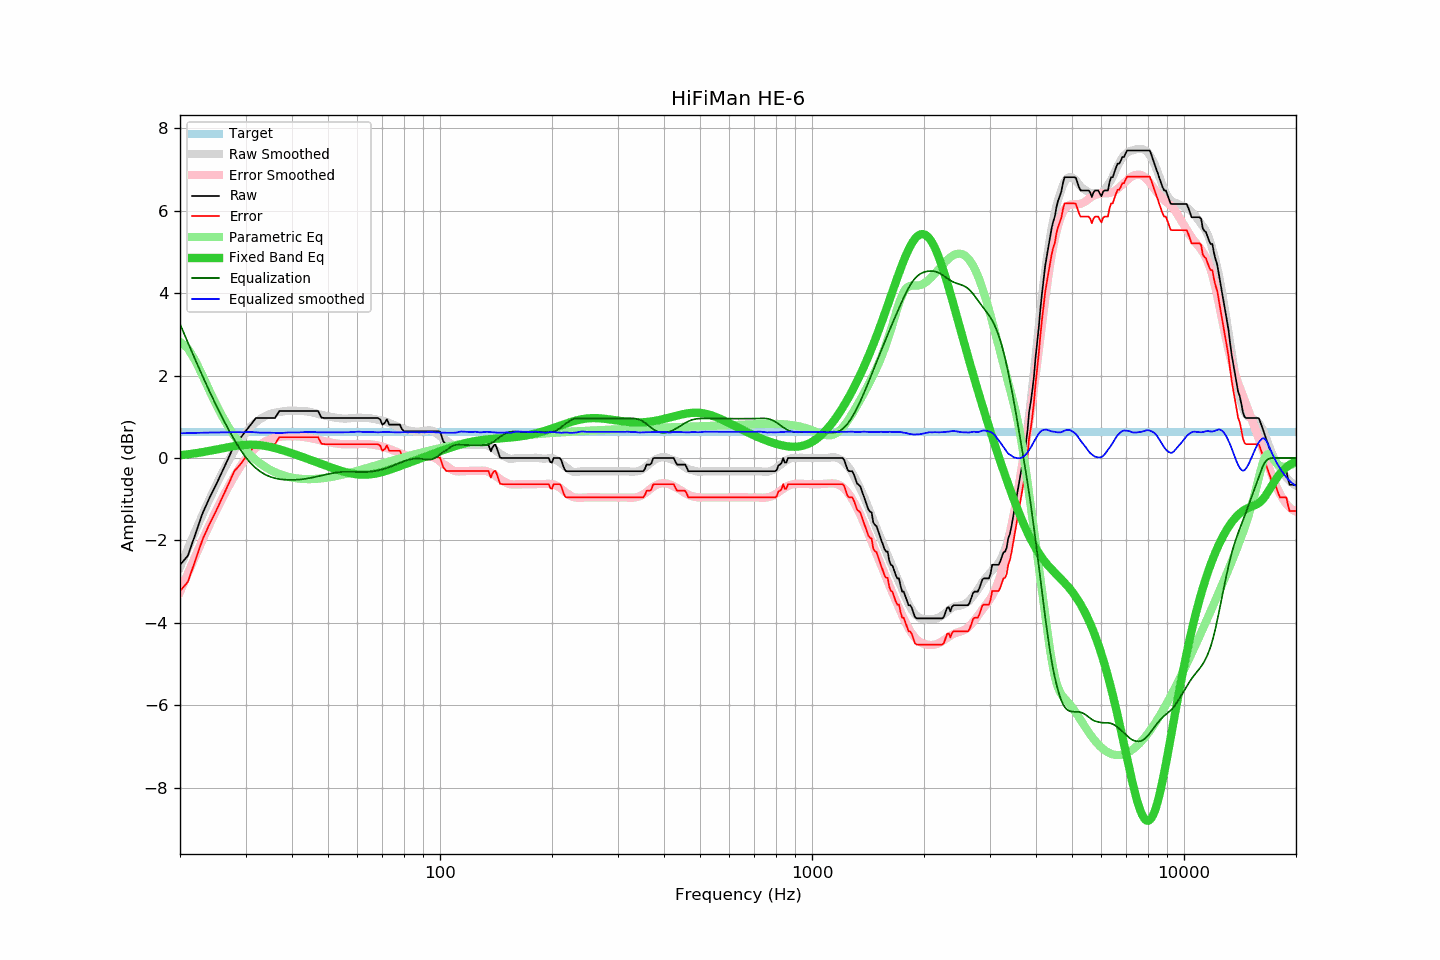 HiFiMan HE-6
8
6
4
2
0
−2
−4
−6
−8
Amplitude (dBr)
Target
Raw Smoothed
Error Smoothed
Raw
Error
Parametric Eq
Fixed Band Eq
Equalization
Equalized smoothed
100
1000
10000
Frequency (Hz)